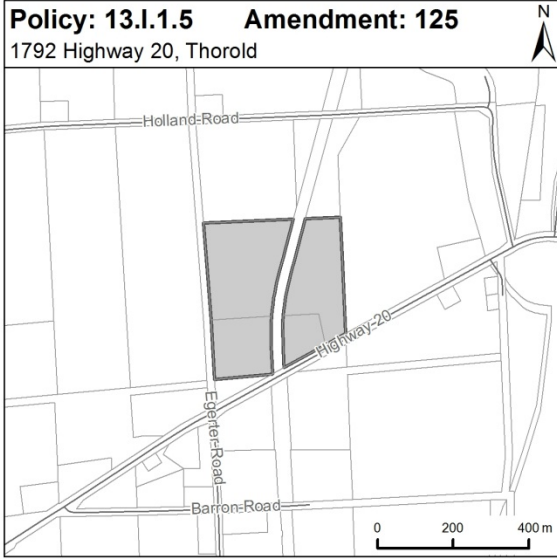 Policy: 13.I.1.5 Amendment: 125
1792 Highway 20, Thorold
N
Holland Road
Highway 20
Egerter Road
Barron Road
0 200 400 m